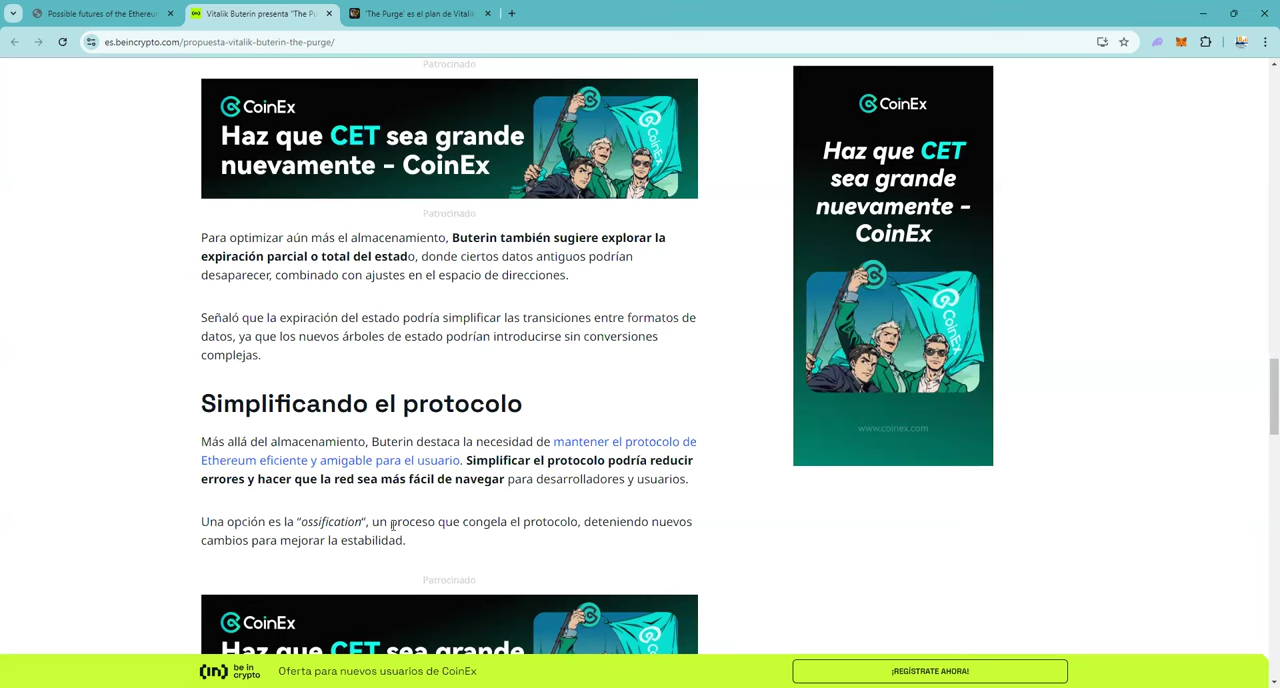 Possible futures of the Ethereum
Vitalik Buterin presenta "The Pu
'The Purge' es el plan de Vitalik
es.beincrypto.com/propuesta-vitalik-buterin-the-purge/
Patrocinado
CoinEx
Haz que CET sea grande
nuevamente - CoinEx
Patrocinado
Para optimizar aún más el almacenamiento, Buterin también sugiere explorar la
expiración parcial o total del estado, donde ciertos datos antiguos podrían
desaparecer, combinado con ajustes en el espacio de direcciones.
Señaló que la expiración del estado podría simplificar las transiciones entre formatos de
datos, ya que los nuevos árboles de estado podrían introducirse sin conversiones
complejas.
Simplificando el protocolo
Más allá del almacenamiento, Buterin destaca la necesidad de mantener el protocolo de
Ethereum eficiente y amigable para el usuario. Simplificar el protocolo podría reducir
errores y hacer que la red sea más fácil de navegar para desarrolladores y usuarios.
Una opción es la “ossification“, un proceso que congela el protocolo, deteniendo nuevos
cambios para mejorar la estabilidad.
Patrocinado
CoinEx
Haz que CET sea grande
CoinEx
Haz que CET
sea grande
nuevamente -
CoinEx
CoinEx
www.coinex.com
be in
crypto
Oferta para nuevos usuarios de CoinEx
¡REGÍSTRATE AHORA!